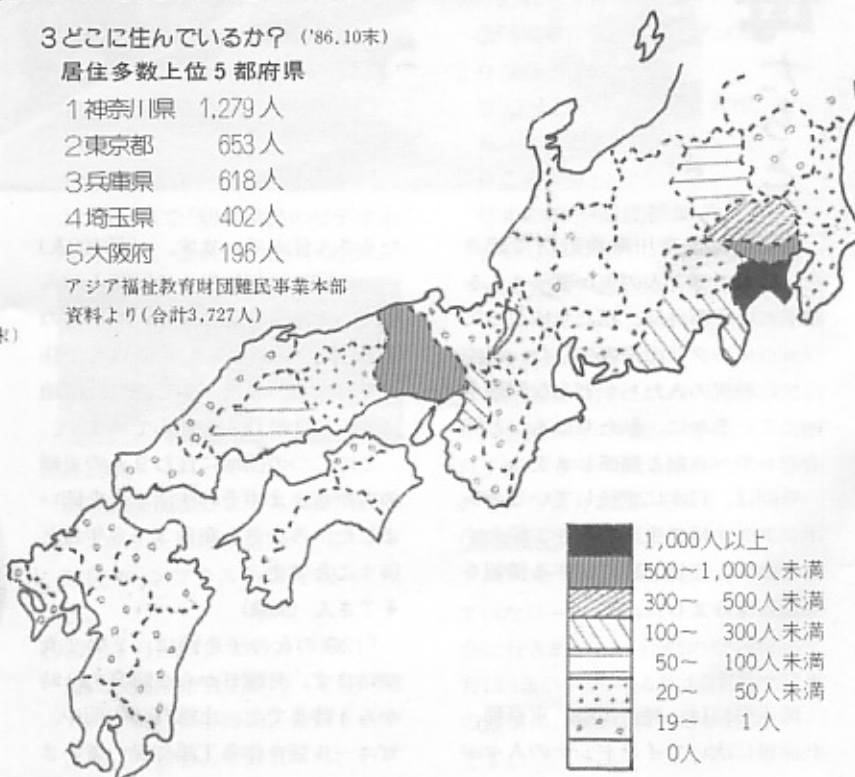 3どこに住んでいるか? ('86.10末)
居住多数上位5都府県
1神奈川県 1,279人
2東京都 653人
3兵庫県 618人
4埼玉県 402人
5大阪府 196人
アジア福祉教育財団難民事業本部
資料より(合計3,727人)
末)
1,000人以上
500~1,000人未満
300~ 500人未満
100~ 300人未満
50~ 100人未満
20~ 50人未満
19~ 1人
0人